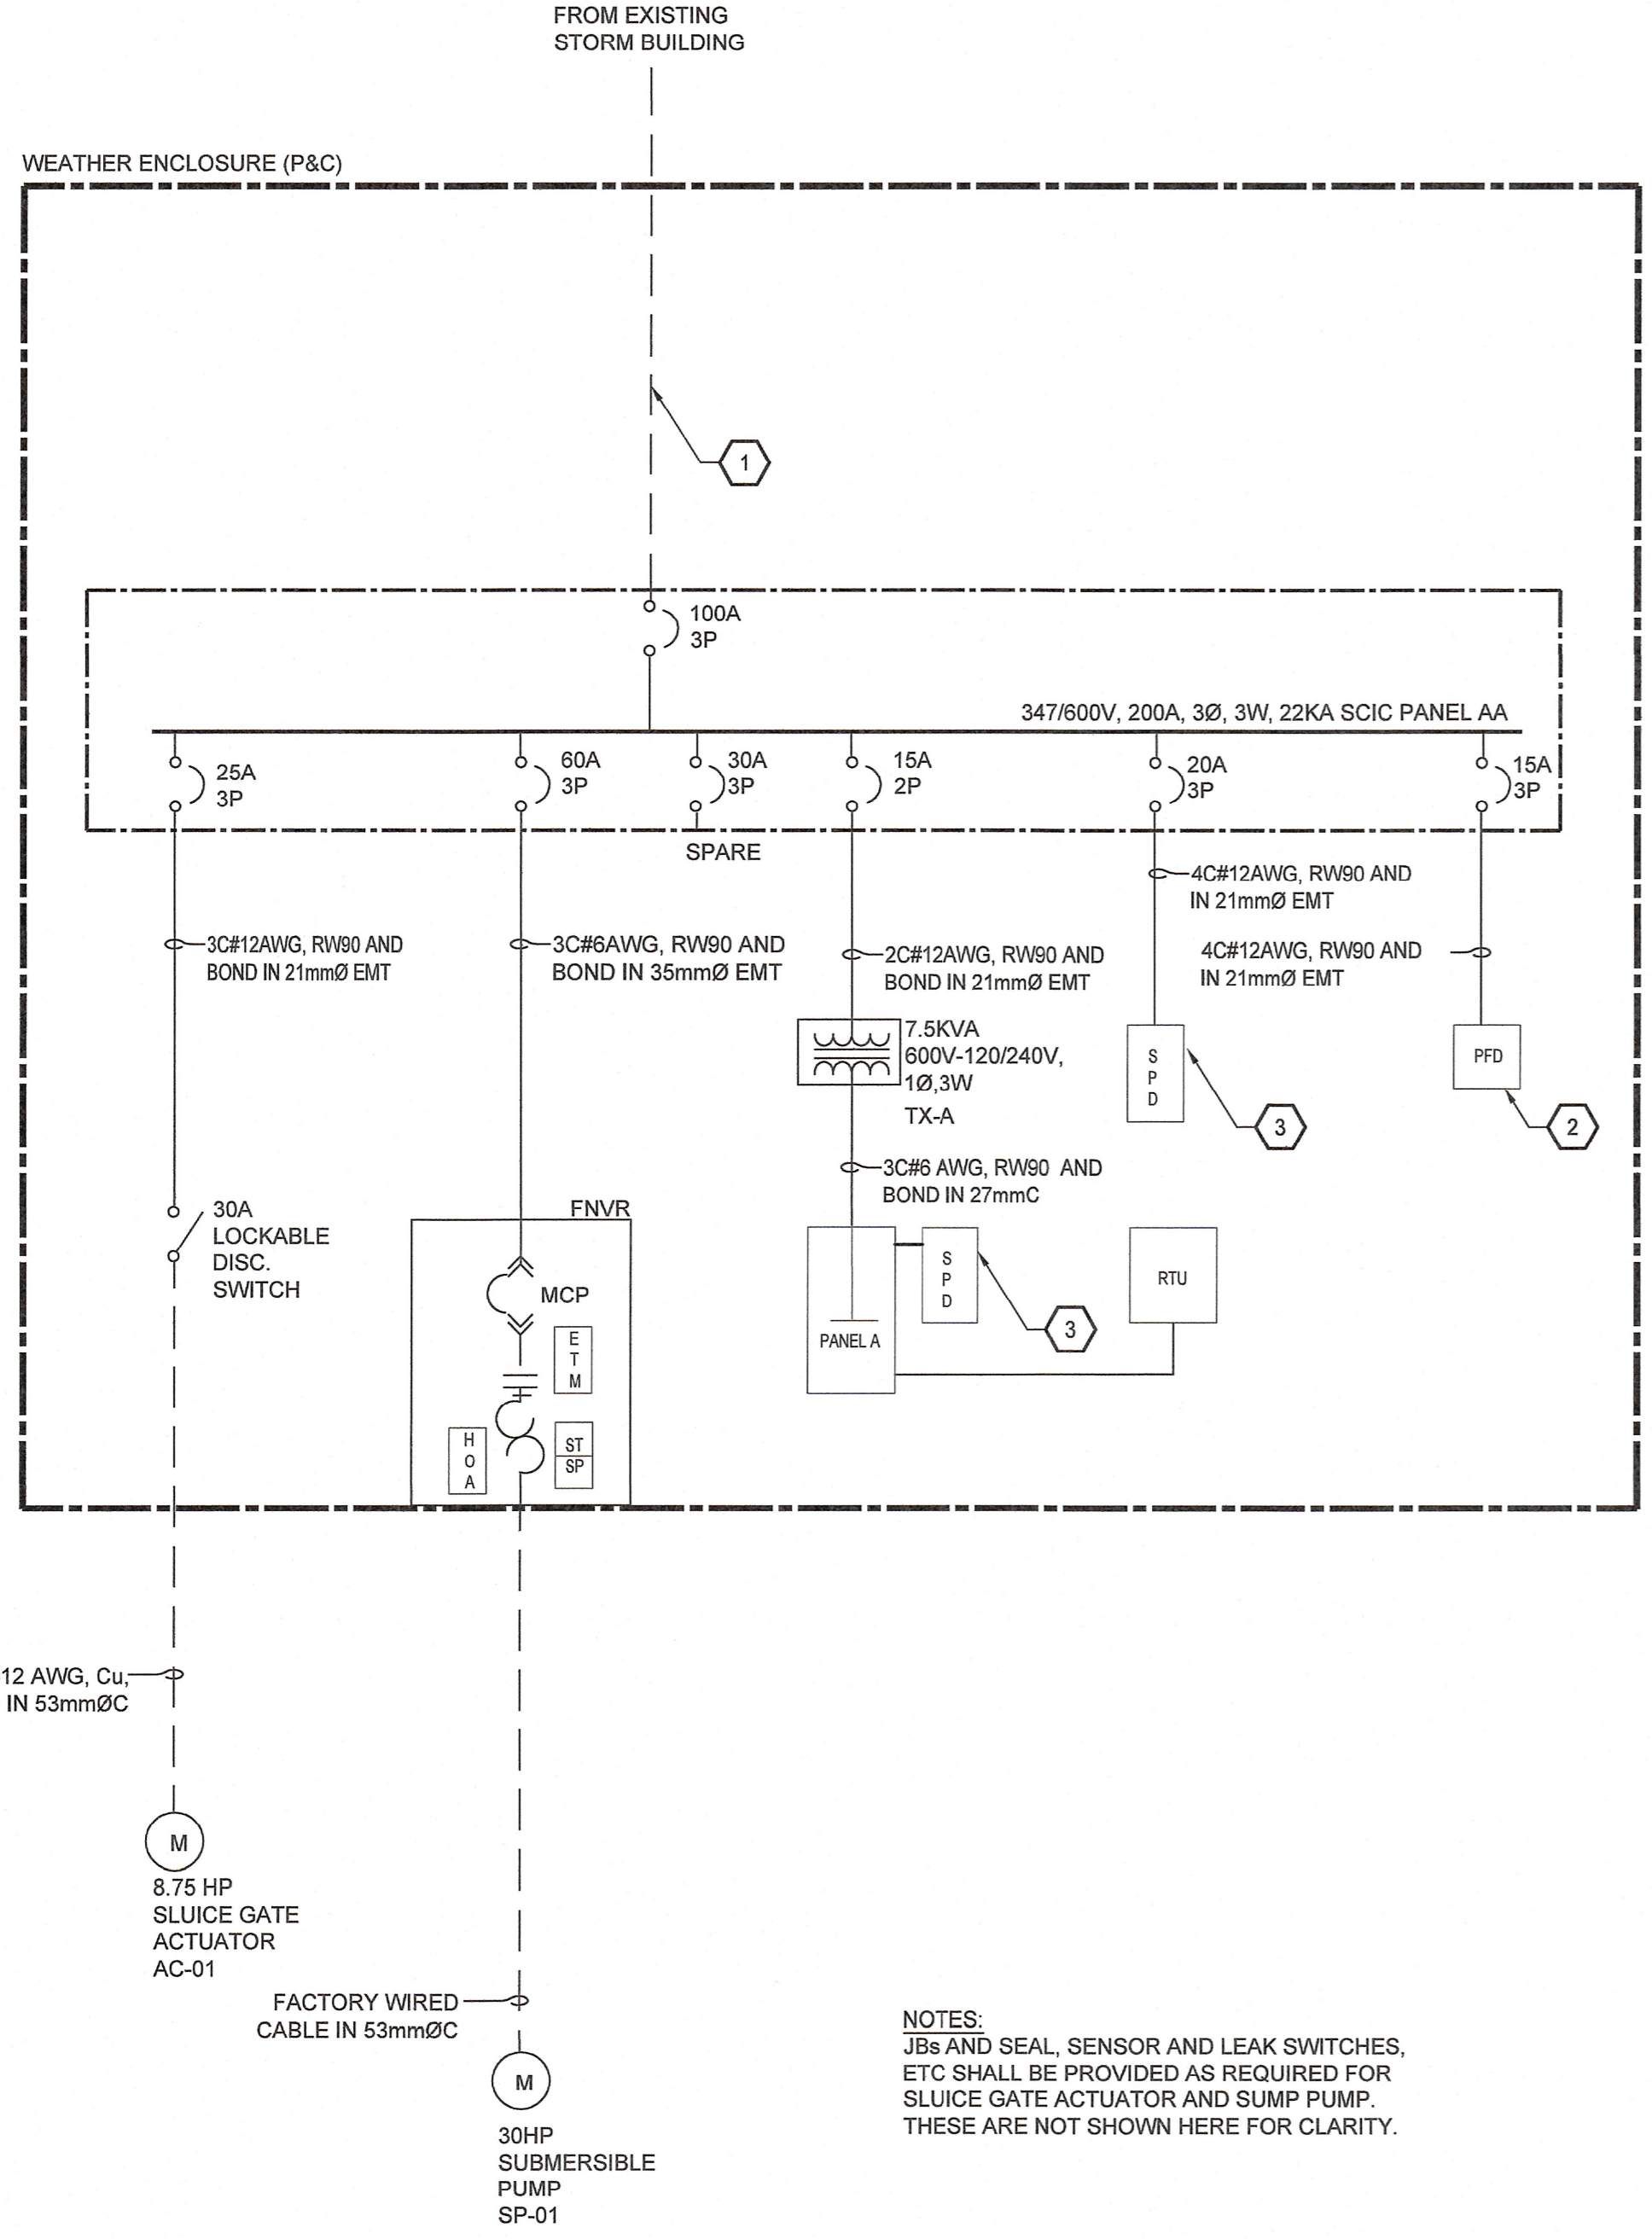 FROM EXISTING
STORM BUILDING
WEATHER ENCLOSURE (P&C)
1
100A
3P
347/600V, 200A, 3Ø, 3W, 22KA SCIC PANEL AA
25A
3P
60A
3P
30A
3P
15A
2P
20A
3P
15A
3P
SPARE
4C#12AWG, RW90 AND
IN 21mmØ EMT
3C#12AWG, RW90 AND
BOND IN 21mmØ EMT
3C#6AWG, RW90 AND
BOND IN 35mmØ EMT
2C#12AWG, RW90 AND
BOND IN 21mmØ EMT
4C#12AWG, RW90 AND
IN 21mmØ EMT
7.5KVA
600V-120/240V,
1Ø,3W
TX-A
S
P
D
3
PFD
2
3C#6 AWG, RW90 AND
BOND IN 27mmC
30A
LOCKABLE
DISC.
SWITCH
FNVR
MCP
E
T
M
H
O
A
ST
SP
PANEL A
S
P
D
3
RTU
12 AWG, Cu,
IN 53mmØC
M
8.75 HP
SLUICE GATE
ACTUATOR
AC-01
FACTORY WIRED
CABLE IN 53mmØC
M
30HP
SUBMERSIBLE
PUMP
SP-01
NOTES:
JBs AND SEAL, SENSOR AND LEAK SWITCHES,
ETC SHALL BE PROVIDED AS REQUIRED FOR
SLUICE GATE ACTUATOR AND SUMP PUMP.
THESE ARE NOT SHOWN HERE FOR CLARITY.